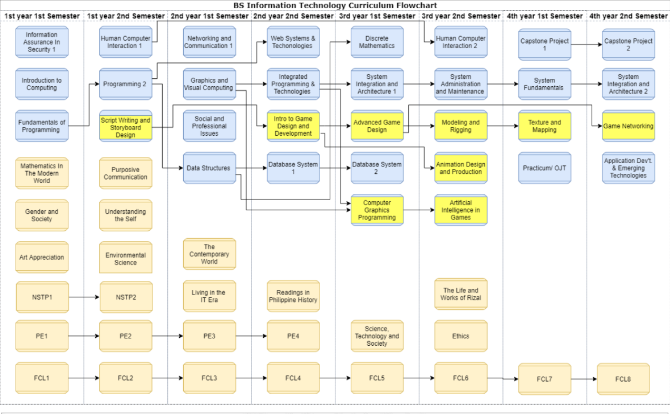 BS Information Technology Curriculum Flowchart
1st year 1st Semester
1st year 2nd Semester
2nd year 1st Semester
2nd year 2nd Semester
3rd year 1st Semester
3rd year 2nd Semester
4th year 1st Semester
4th year 2nd Semester
Information
Assurance In
Security 1
Human Computer
Interaction 1
Networking and
Communication 1
Web Systems &
Technologies
Discrete
Mathematics
Human Computer
Interaction 2
Capstone Project
1
Capstone Project
2
Introduction to
Computing
Programming 2
Graphics and
Visual Computing
Integrated
Programming &
Technologies
System
Integration and
Architecture 1
System
Administration
and Maintenance
System
Fundamentals
System
Integration and
Architecture 2
Fundamentals of
Programming
Script Writing and
Storyboard
Design
Social and
Professional
Issues
Intro to Game
Design and
Development
Advanced Game
Design
Modeling and
Rigging
Texture and
Mapping
Game Networking
Mathematics In
The Modern
World
Purposive
Communication
Data Structures
Database System
1
Database System
2
Animation Design
and Production
Practicum/ OJT
Application Dev't.
& Emerging
Technologies
Gender and
Society
Understanding
the Self
Computer
Graphics
Programming
Artificial
Intelligence in
Games
Art Appreciation
Environmental
Science
The
Contemporary
World
NSTP1
NSTP2
Living in the
IT Era
Readings in
Philippine History
The Life and
Works of Rizal
PE1
PE2
PE3
PE4
Science,
Technology and
Society
Ethics
FCL1
FCL2
FCL3
FCL4
FCL5
FCL6
FCL7
FCL8